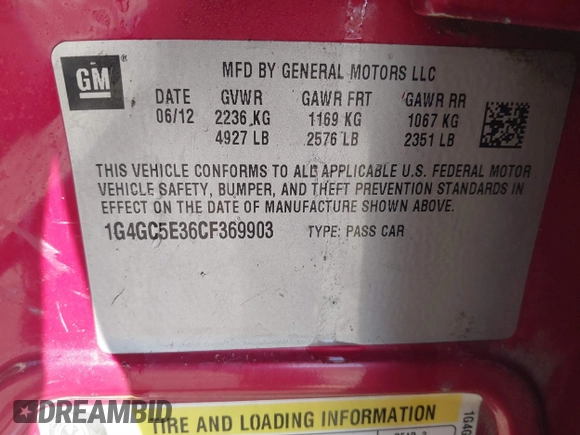 GM
MFD BY GENERAL MOTORS LLC
DATE GVWR GAWR FRT GAWR RR
06/12 2236 KG 1169 KG 1067 KG
4927 LB 2576 LB 2351 LB
THIS VEHICLE CONFORMS TO ALL APPLICABLE U.S. FEDERAL MOTOR
VEHICLE SAFETY, BUMPER, AND THEFT PREVENTION STANDARDS IN
EFFECT ON THE DATE OF MANUFACTURE SHOWN ABOVE.
1G4GC5E36CF369903 TYPE: PASS CAR
TIRE AND LOADING INFORMATION
1G4G
DREAMBID